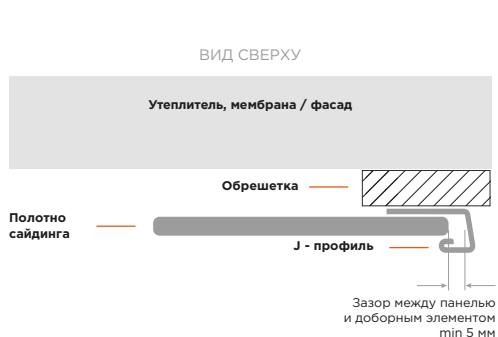 ВИД СВЕРХУ
Утеплитель, мембрана / фасад
Обрешетка
Полотно
сайдинга
J - профиль
Зазор между панелью
и доборным элементом
min 5 мм